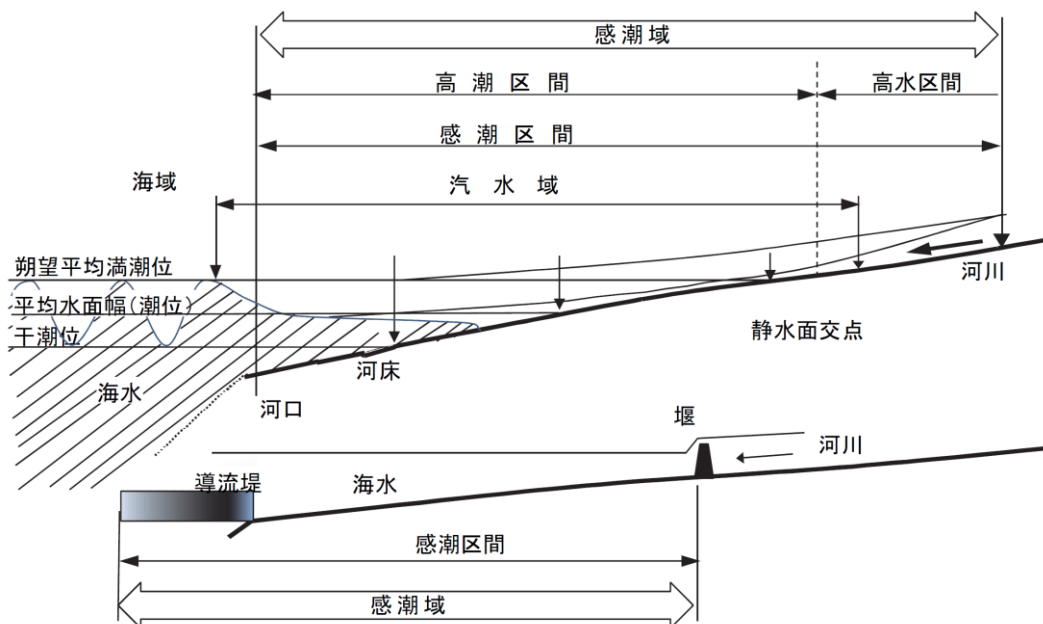 感潮域
高潮区間
高水区間
感潮区間
海域
汽水域
朔望平均満潮位
河川
平均水面幅(潮位)
静水面交点
干潮位
河床
海水
河口
堰
河川
導流堤
海水
感潮区間
感潮域